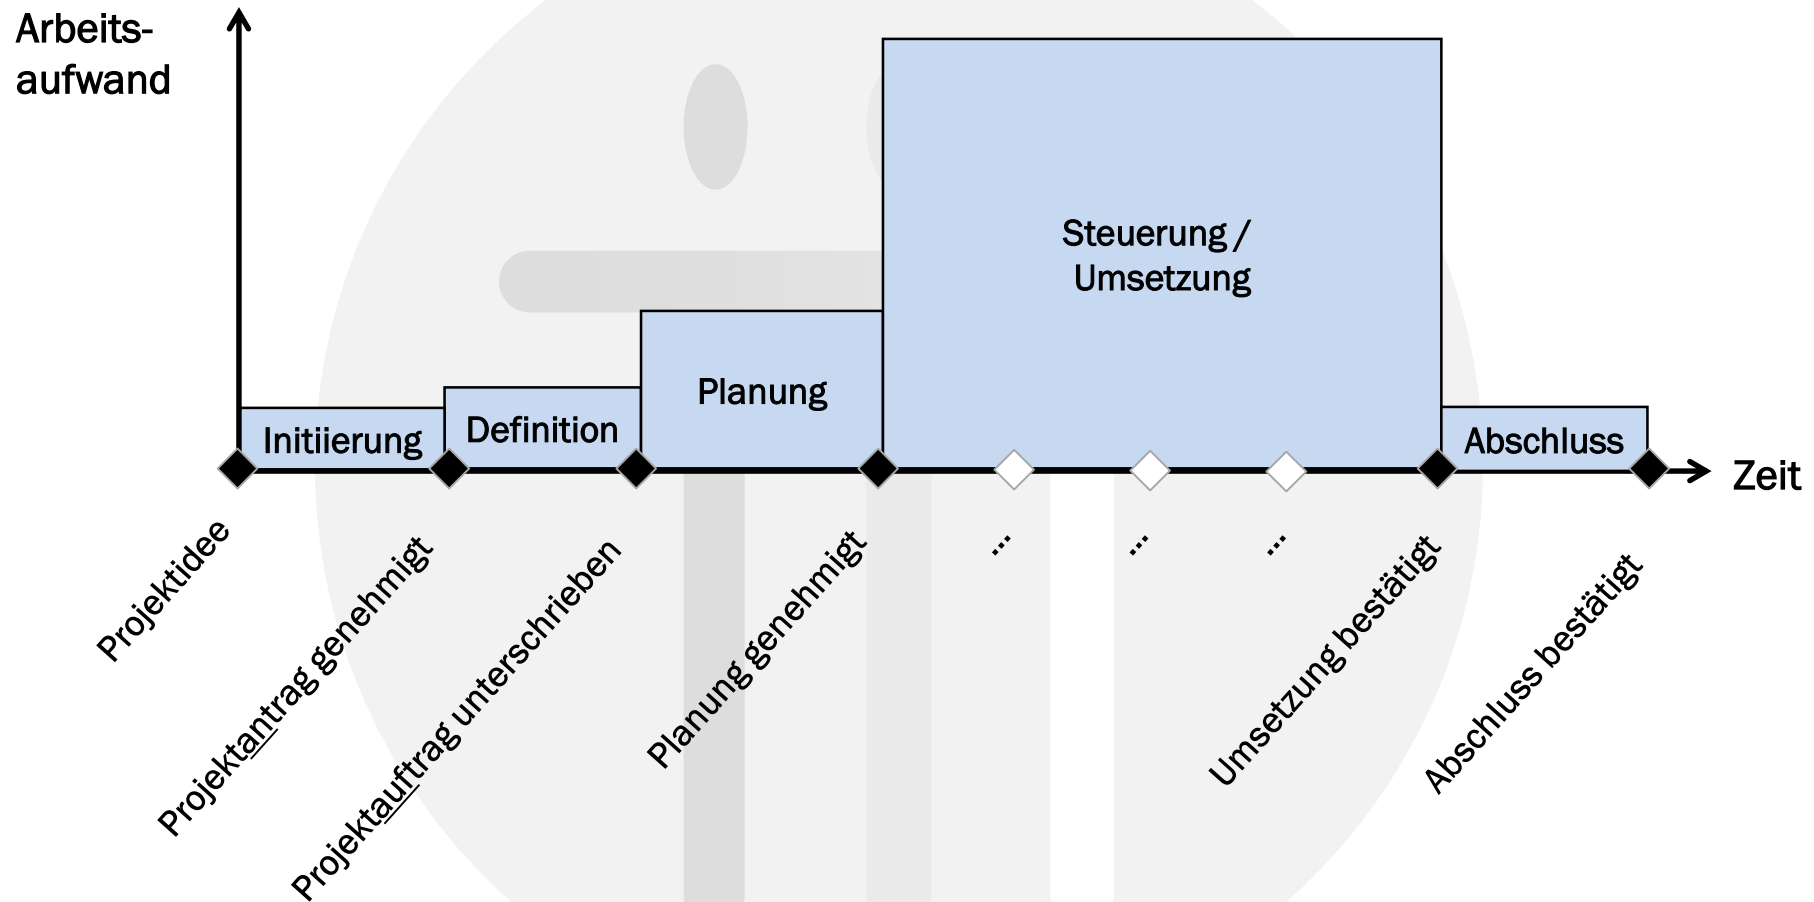 Arbeits-
aufwand
Steuerung /
Umsetzung
Planung
Definition
Initiierung
Abschluss
Zeit
Projektidee
Projektantrag genehmigt
Projektauftrag unterschrieben
Planung genehmigt
...
...
...
Umsetzung bestätigt
Abschluss bestätigt